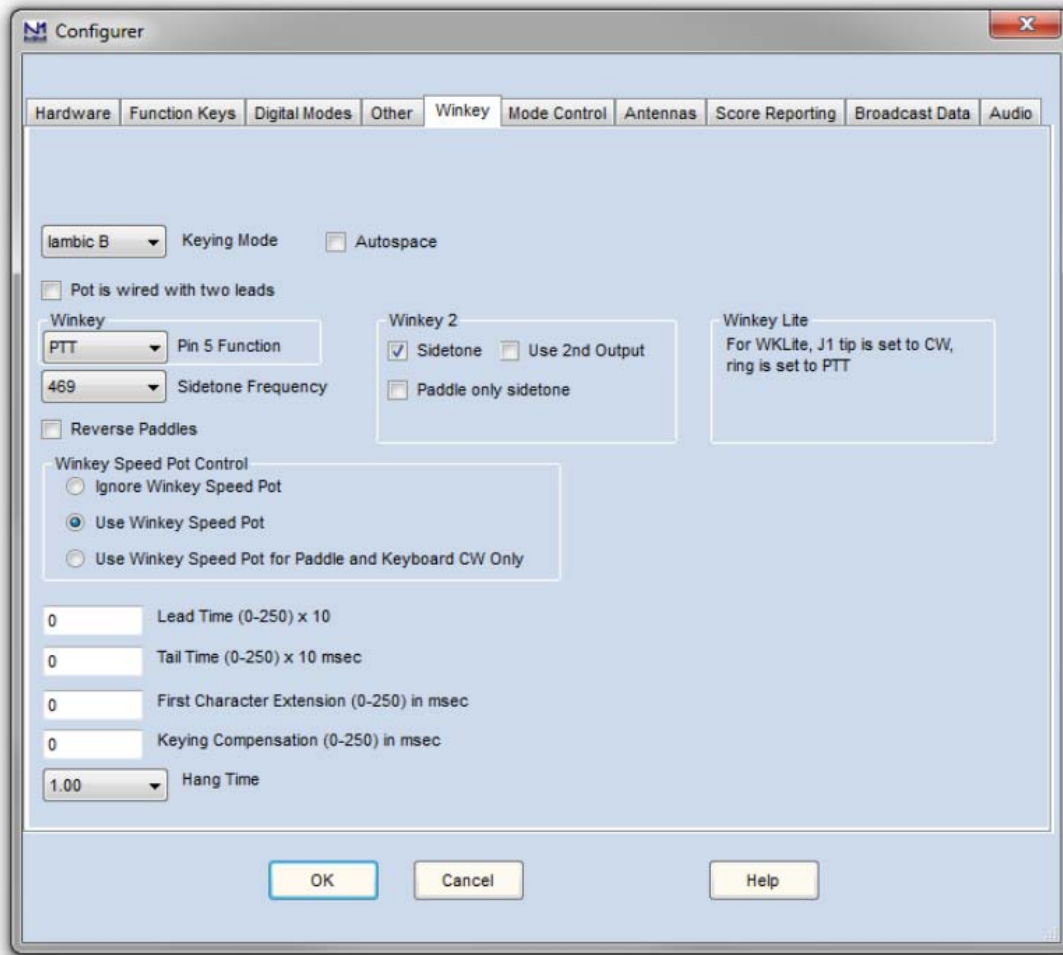 Configurer
Hardware Function Keys Digital Modes Other Winkey Mode Control Antennas Score Reporting Broadcast Data Audio
Iambic B Keying Mode Autospace
Pot is wired with two leads
Winkey
PTT Pin 5 Function
469 Sidetone Frequency
Reverse Paddles
Winkey 2
Sidetone Use 2nd Output
Paddle only sidetone
Winkey Lite
For WKLite, J1 tip is set to CW,
ring is set to PTT
Winkey Speed Pot Control
Ignore Winkey Speed Pot
Use Winkey Speed Pot
Use Winkey Speed Pot for Paddle and Keyboard CW Only
0 Lead Time (0-250) x 10
0 Tail Time (0-250) x 10 msec
0 First Character Extension (0-250) in msec
0 Keying Compensation (0-250) in msec
1.00 Hang Time
OK Cancel Help